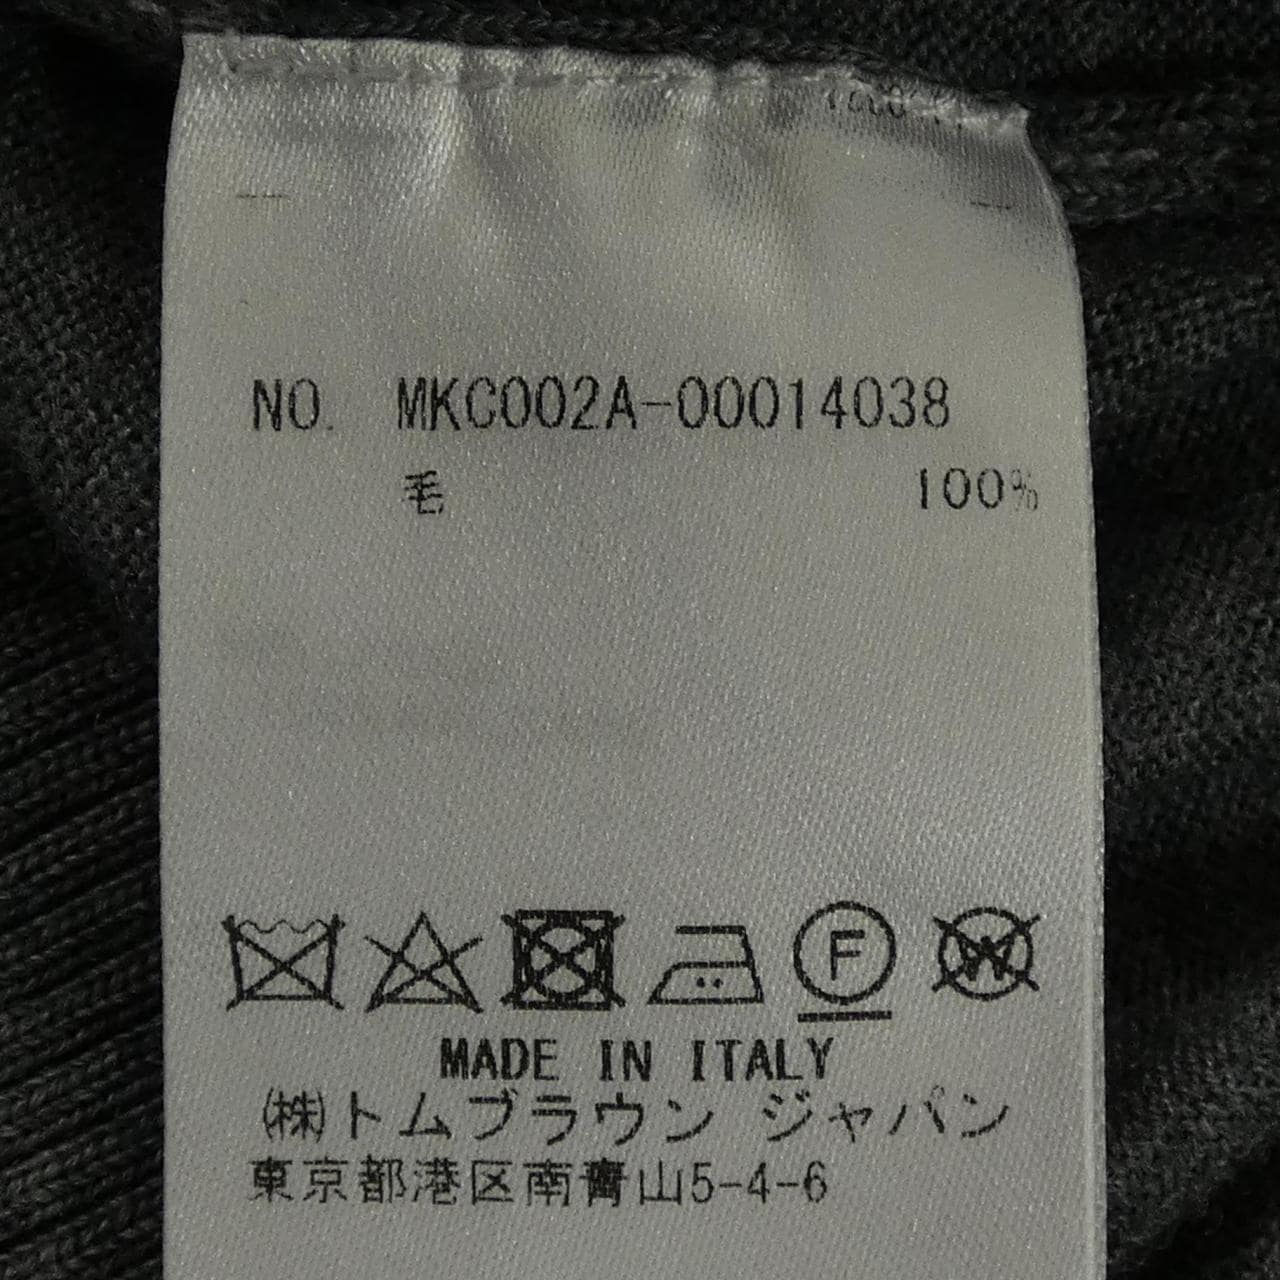 NO. MKC002A-00014038
毛 100%
F
W
MADE IN ITALY
㈱トムブラウン ジャパン
東京都港区南青山5-4-6